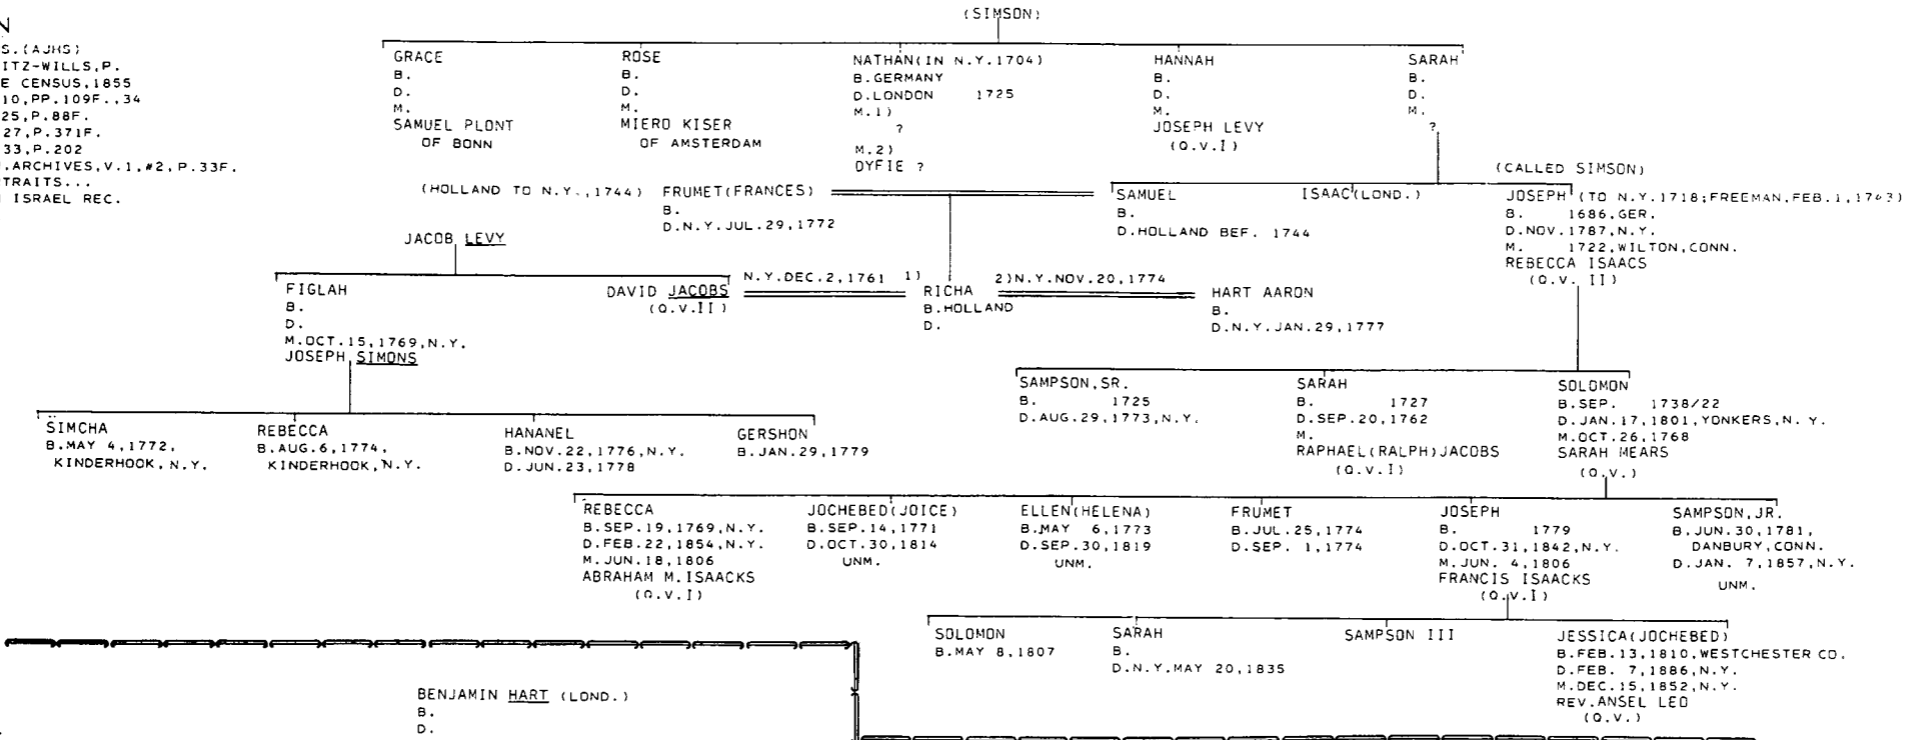 N
S.(AJHS)
ITZ-WILLS,P.
E CENSUS,1855
10,PP.109F.,34
25,P.88F.
27,P.371F.
33,P.202
.ARCHIVES,V.1,#2,P.33F.
TRAITS...
ISRAEL REC.
(SIMSON)
GRACE
B.
D.
M.
SAMUEL PLONT
OF BONN
ROSE
B.
D.
M.
MIERO KISER
OF AMSTERDAM
NATHAN(IN N.Y.1704)
B.GERMANY
D.LONDON 1725
M.1)
?
M.2)
DYFIE ?
HANNAH
B.
D.
M.
JOSEPH LEVY
(Q.V.I)
SARAH
B.
D.
M.
?
(HOLLAND TO N.Y.,1744)
FRUMET(FRANCES)
B.
D.N.Y.JUL.29,1772
SAMUEL
B.
D.HOLLAND BEF. 1744
ISAAC(LOND.)
(CALLED SIMSON)
JOSEPH (TO N.Y.1718;FREEMAN,FEB.1,1743)
B. 1686,GER.
D.NOV.1787,N.Y.
M. 1722,WILTON,CONN.
REBECCA ISAACS
(Q.V. II)
JACOB LEVY
FIGLAH
B.
D.
M.OCT.15,1769,N.Y.
JOSEPH SIMONS
DAVID JACOBS
(Q.V.II)
N.Y.DEC.2,1761 1)
RICHA
B.HOLLAND
D.
2)N.Y.NOV.20,1774
HART AARON
B.
D.N.Y.JAN.29,1777
SAMPSON,SR.
B. 1725
D.AUG.29,1773,N.Y.
SARAH
B. 1727
D.SEP.20,1762
M.
RAPHAEL(RALPH)JACOBS
(Q.V.I)
SOLOMON
B.SEP. 1738/22
D.JAN.17,1801,YONKERS,N.Y.
M.OCT.26,1768
SARAH MEARS
(Q.V.)
SIMCHA
B.MAY 4,1772,
KINDERHOOK,N.Y.
REBECCA
B.AUG.6,1774,
KINDERHOOK,N.Y.
HANANEL
B.NOV.22,1776,N.Y.
D.JUN.23,1778
GERSHON
B.JAN.29,1779
REBECCA
B.SEP.19,1769,N.Y.
D.FEB.22,1854,N.Y.
M.JUN.18,1806
ABRAHAM M.ISAACKS
(Q.V.I)
JOCHEBED(JOICE)
B.SEP.14,1771
D.OCT.30,1814
UNM.
ELLEN(HELENA)
B.MAY 6,1773
D.SEP.30,1819
UNM.
FRUMET
B.JUL.25,1774
D.SEP. 1,1774
JOSEPH
B. 1779
D.OCT.31,1842,N.Y.
M.JUN. 4,1806
FRANCIS ISAACKS
(Q.V.I)
SAMPSON,JR.
B.JUN.30,1781,
DANBURY,CONN.
D.JAN. 7,1857,N.Y.
UNM.
SOLOMON
B.MAY 8,1807
SARAH
B.
D.N.Y.MAY 20,1835
SAMPSON III
JESSICA(JOCHEBED)
B.FEB.13,1810,WESTCHESTER CO.
D.FEB. 7,1886,N.Y.
M.DEC.15,1852,N.Y.
REV.ANSEL LEO
(Q.V.)
BENJAMIN HART (LOND.)
B.
D.